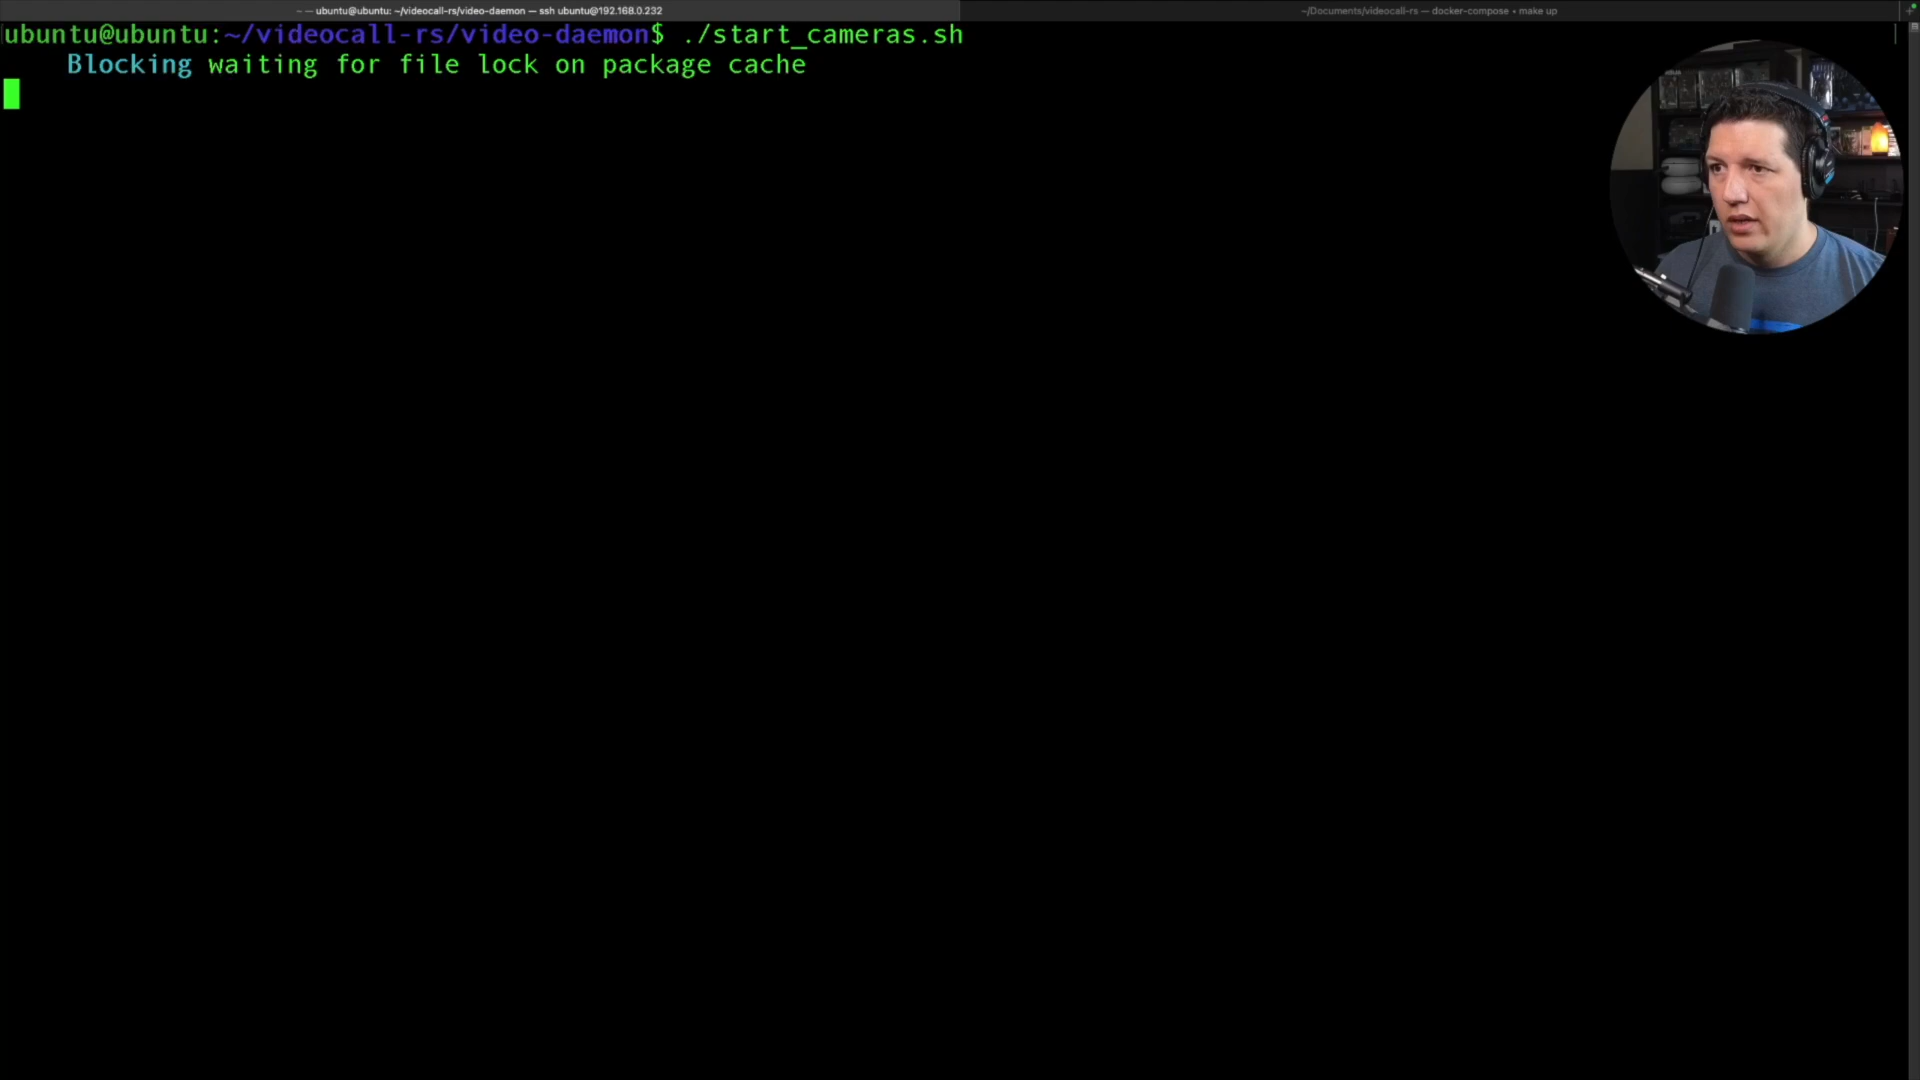 ~ — ubuntu@ubuntu: ~/videocall-rs/video-daemon — ssh ubuntu@192.168.0.232
~/Documents/videocall-rs — docker-compose • make up
ubuntu@ubuntu:~/videocall-rs/video-daemon$ ./start_cameras.sh
Blocking waiting for file lock on package cache